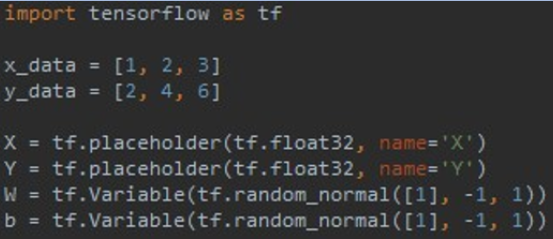 import tensorflow as tf
x_data = [1, 2, 3]
y_data = [2, 4, 6]
X = tf.placeholder(tf.float32, name='X')
Y = tf.placeholder(tf.float32, name='Y')
W = tf.Variable(tf.random_normal([1], -1, 1))
b = tf.Variable(tf.random_normal([1], -1, 1))